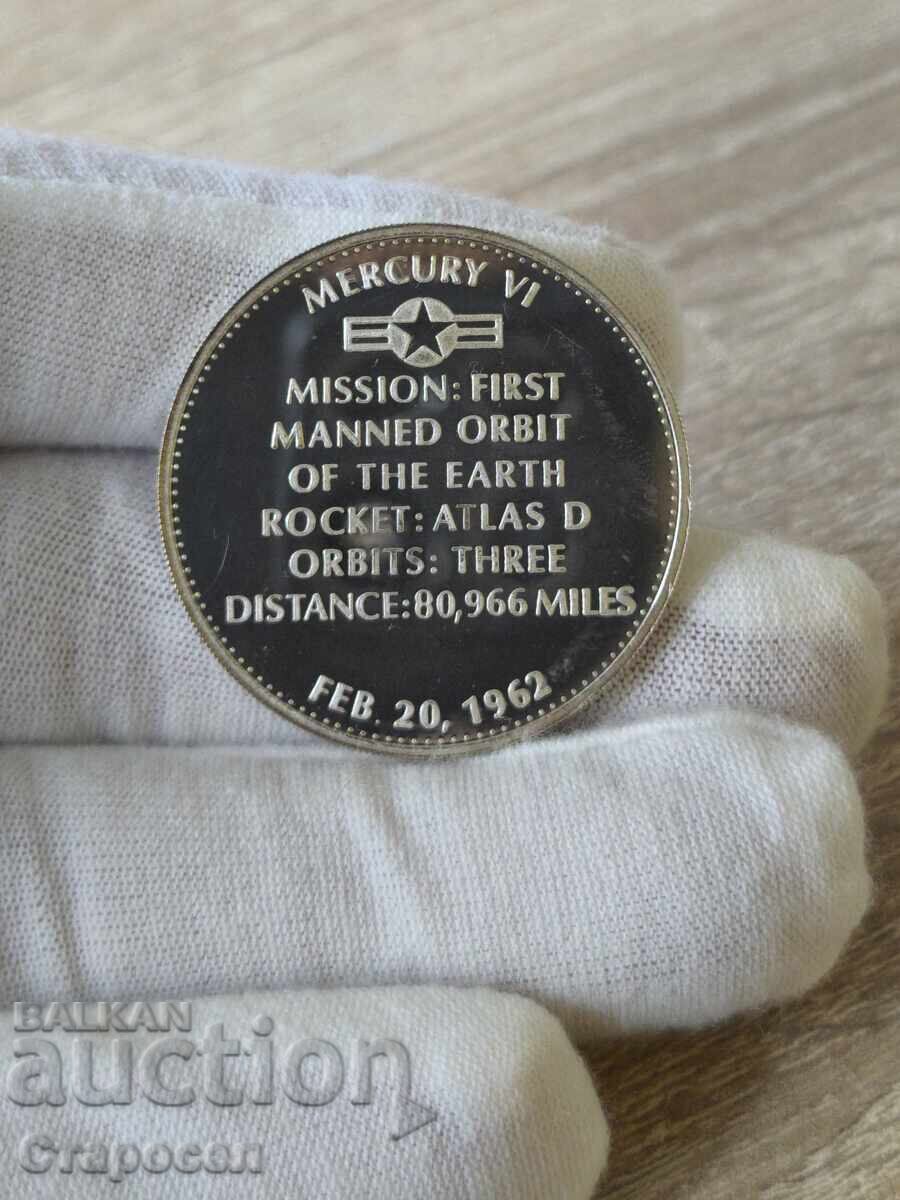 MERCURY VI
MISSION: FIRST
MANNED ORBIT
OF THE EARTH
ROCKET: ATLAS D
ORBITS: THREE
DISTANCE:80,966 MILES
FEB. 20, 1962
BALKAN
auction
Старосел